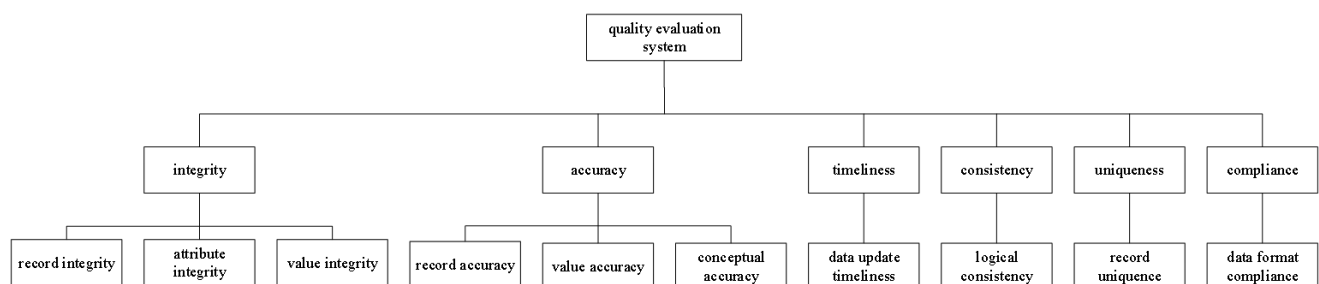 quality evaluation
system
integrity
accuracy
timeliness
consistency
uniqueness
compliance
record integrity
attribute
integrity
value integrity
record accuracy
value accuracy
conceptual
accuracy
data update
timeliness
logical
consistency
record
uniquence
data format
compliance